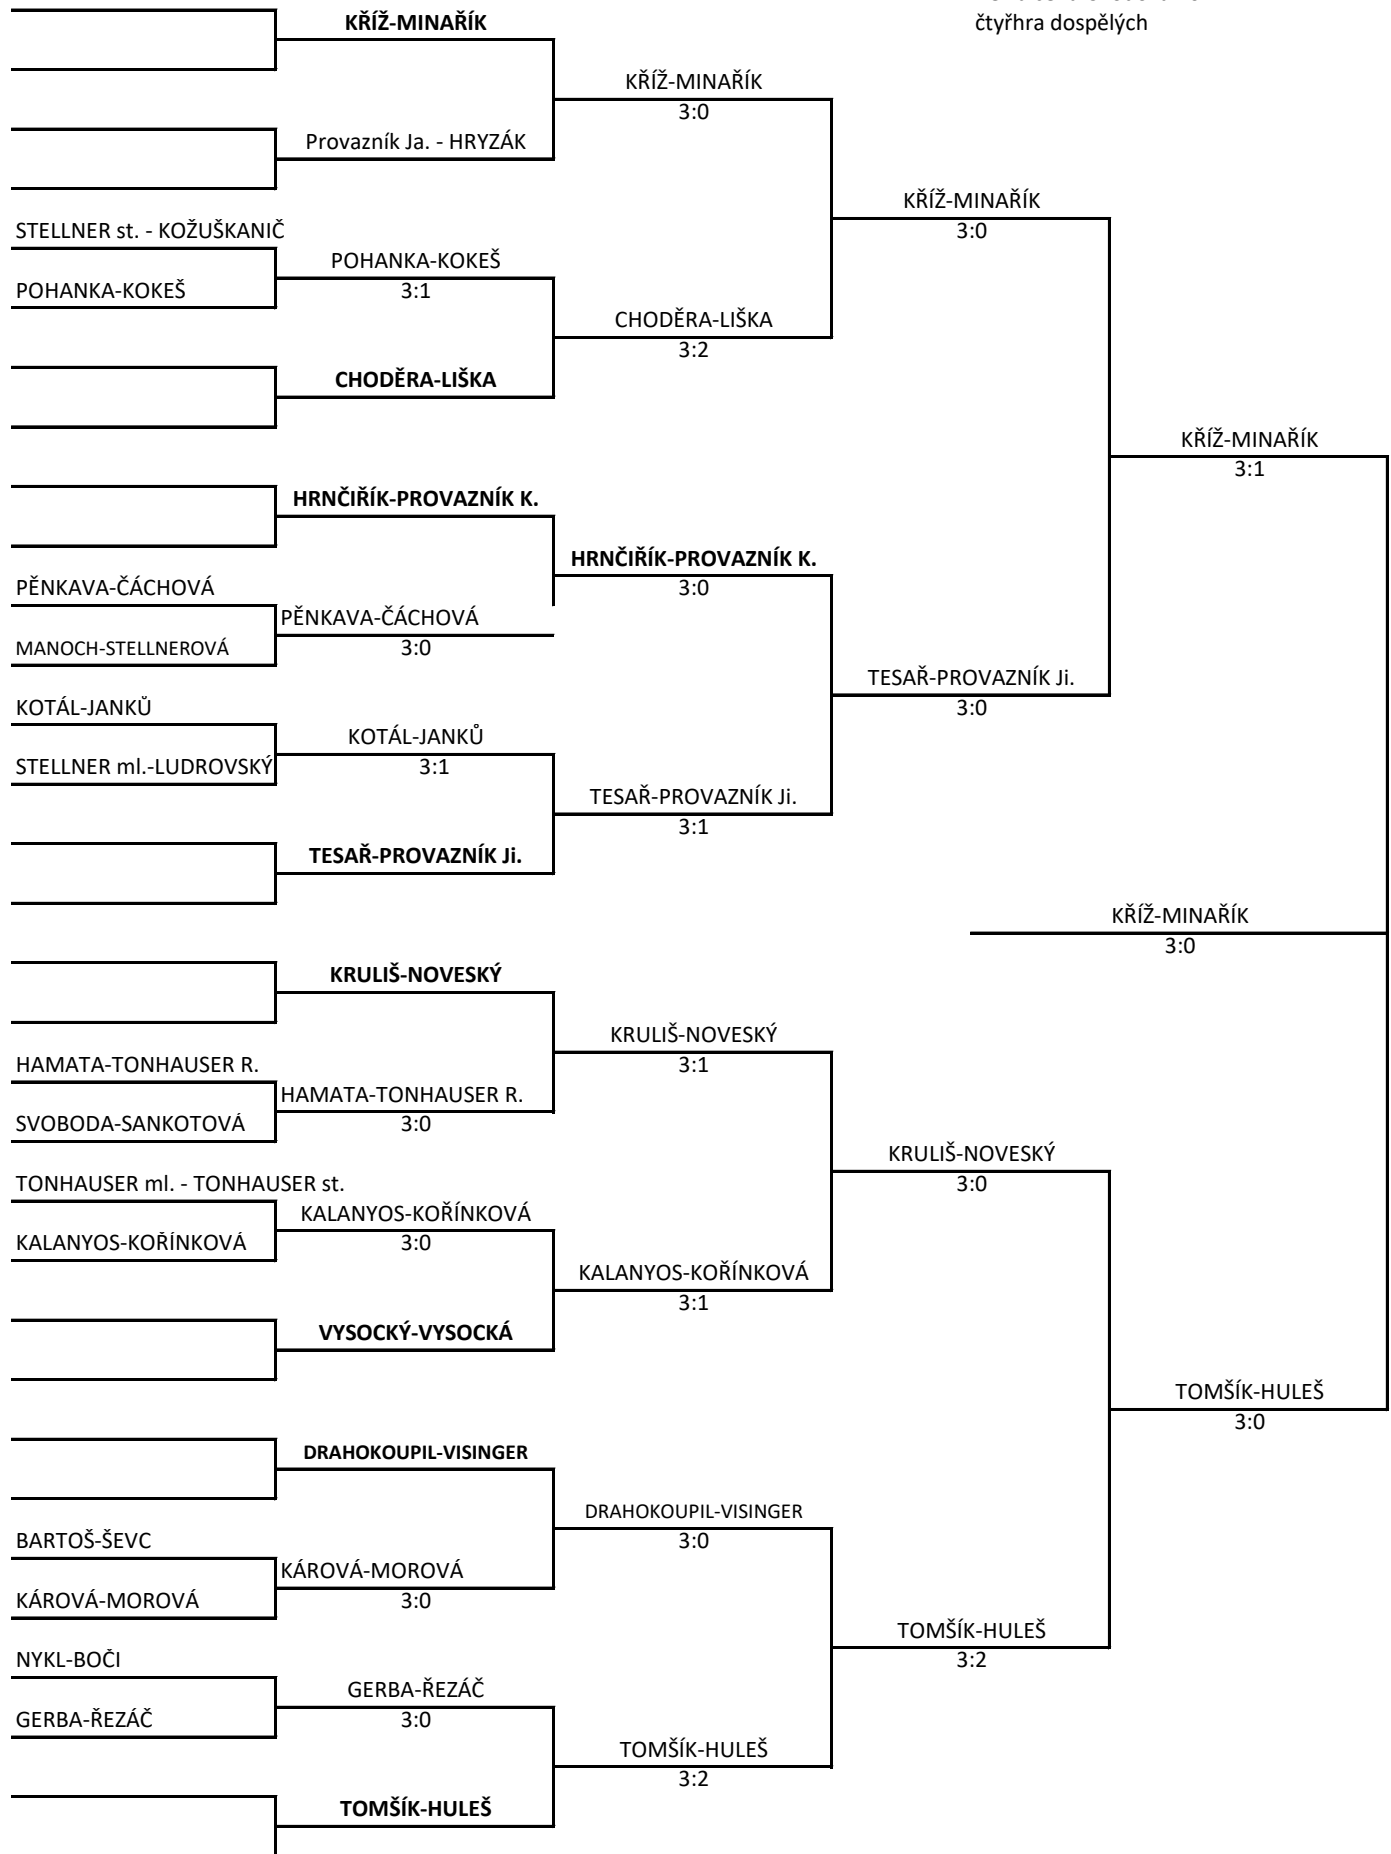 čtyřhra dospělých
KŘÍŽ-MINAŘÍK
KŘÍŽ-MINAŘÍK
3:0
Provazník Ja. - HRYZÁK
KŘÍŽ-MINAŘÍK
3:0
STELLNER st. - KOŽUŠKANIČ
POHANKA-KOKEŠ
3:1
POHANKA-KOKEŠ
CHODĚRA-LIŠKA
3:2
CHODĚRA-LIŠKA
KŘÍŽ-MINAŘÍK
3:1
HRNČIŘÍK-PROVAZNÍK K.
HRNČIŘÍK-PROVAZNÍK K.
3:0
PĚNKAVA-ČÁCHOVÁ
PĚNKAVA-ČÁCHOVÁ
3:0
MANOCH-STELLNEROVÁ
TESAŘ-PROVAZNÍK Ji.
3:0
KOTÁL-JANKŮ
KOTÁL-JANKŮ
3:1
STELLNER ml.-LUDROVSKÝ
TESAŘ-PROVAZNÍK Ji.
3:1
TESAŘ-PROVAZNÍK Ji.
KŘÍŽ-MINAŘÍK
3:0
KRULIŠ-NOVESKÝ
KRULIŠ-NOVESKÝ
3:1
HAMATA-TONHAUSER R.
HAMATA-TONHAUSER R.
3:0
SVOBODA-SANKOTOVÁ
KRULIŠ-NOVESKÝ
3:0
TONHAUSER ml. - TONHAUSER st.
KALANYOS-KOŘÍNKOVÁ
3:0
KALANYOS-KOŘÍNKOVÁ
KALANYOS-KOŘÍNKOVÁ
3:1
VYSOCKÝ-VYSOCKÁ
TOMŠÍK-HULEŠ
3:0
DRAHOKOUPIL-VISINGER
DRAHOKOUPIL-VISINGER
3:0
BARTOŠ-ŠEVC
KÁROVÁ-MOROVÁ
3:0
KÁROVÁ-MOROVÁ
TOMŠÍK-HULEŠ
3:2
NYKL-BOČI
GERBA-ŘEZÁČ
3:0
GERBA-ŘEZÁČ
TOMŠÍK-HULEŠ
3:2
TOMŠÍK-HULEŠ